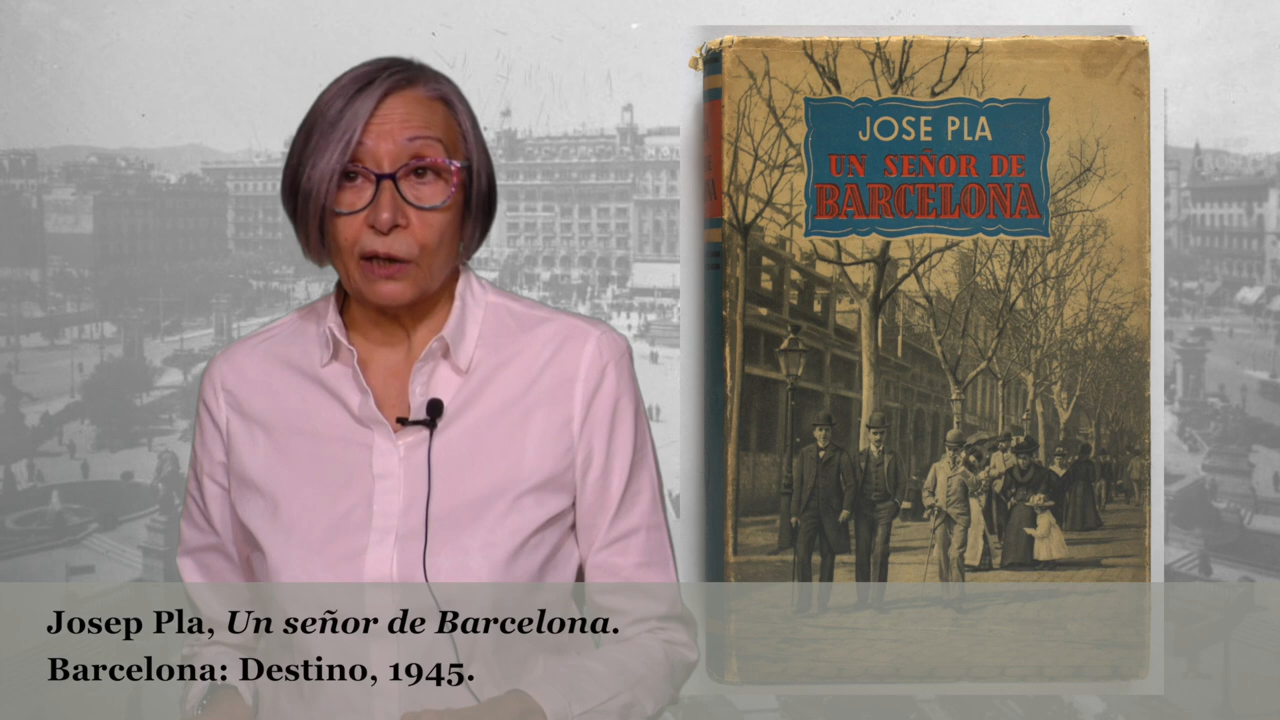 JOSE PLA
UN SEÑOR DE
BARCELONA
Josep Pla, Un señor de Barcelona.
Barcelona: Destino, 1945.